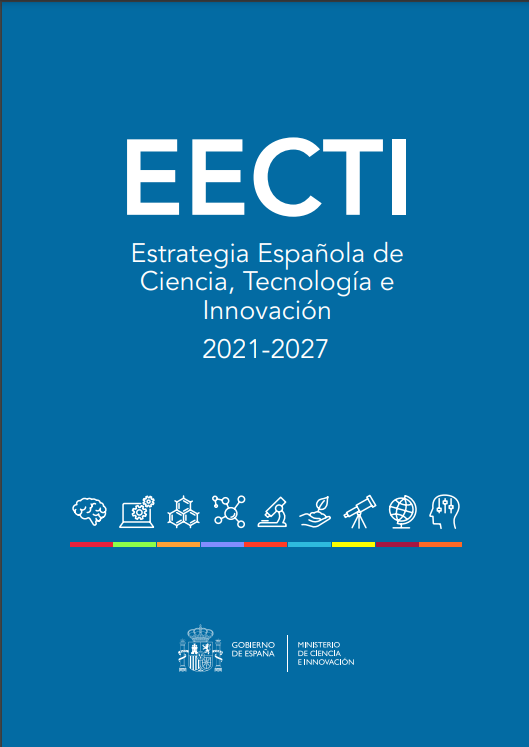 EECTI
Estrategia Española de
Ciencia, Tecnología e
Innovación
2021-2027
GOBIERNO
DE ESPAÑA
MINISTERIO
DE CIENCIA
E INNOVACIÓN